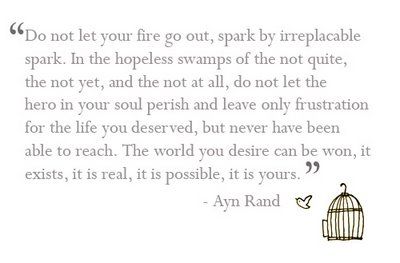 “Do not let your fire go out, spark by irreplacable
spark. In the hopeless swamps of the not quite,
the not yet, and the not at all, do not let the
hero in your soul perish and leave only frustration
for the life you deserved, but never have been
able to reach. The world you desire can be won, it
exists, it is real, it is possible, it is yours.”
- Ayn Rand